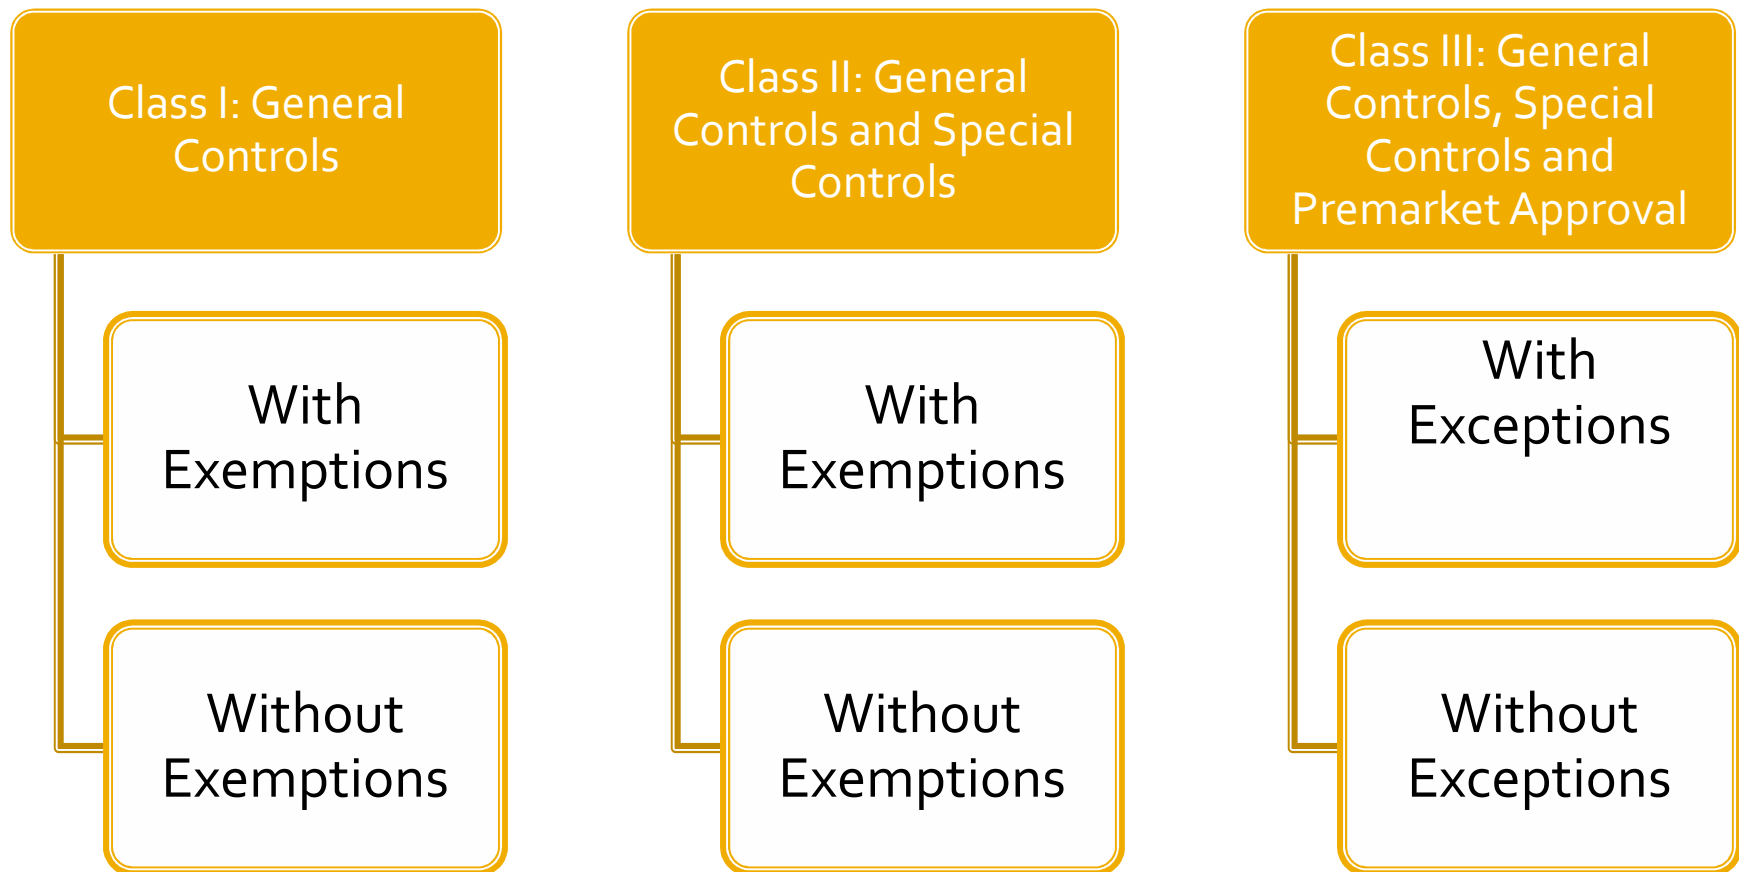 Class I: General
Controls
With
Exemptions
Without
Exemptions
Class II: General
Controls and Special
Controls
With
Exemptions
Without
Exemptions
Class III: General
Controls, Special
Controls and
Premarket Approval
With
Exceptions
Without
Exceptions